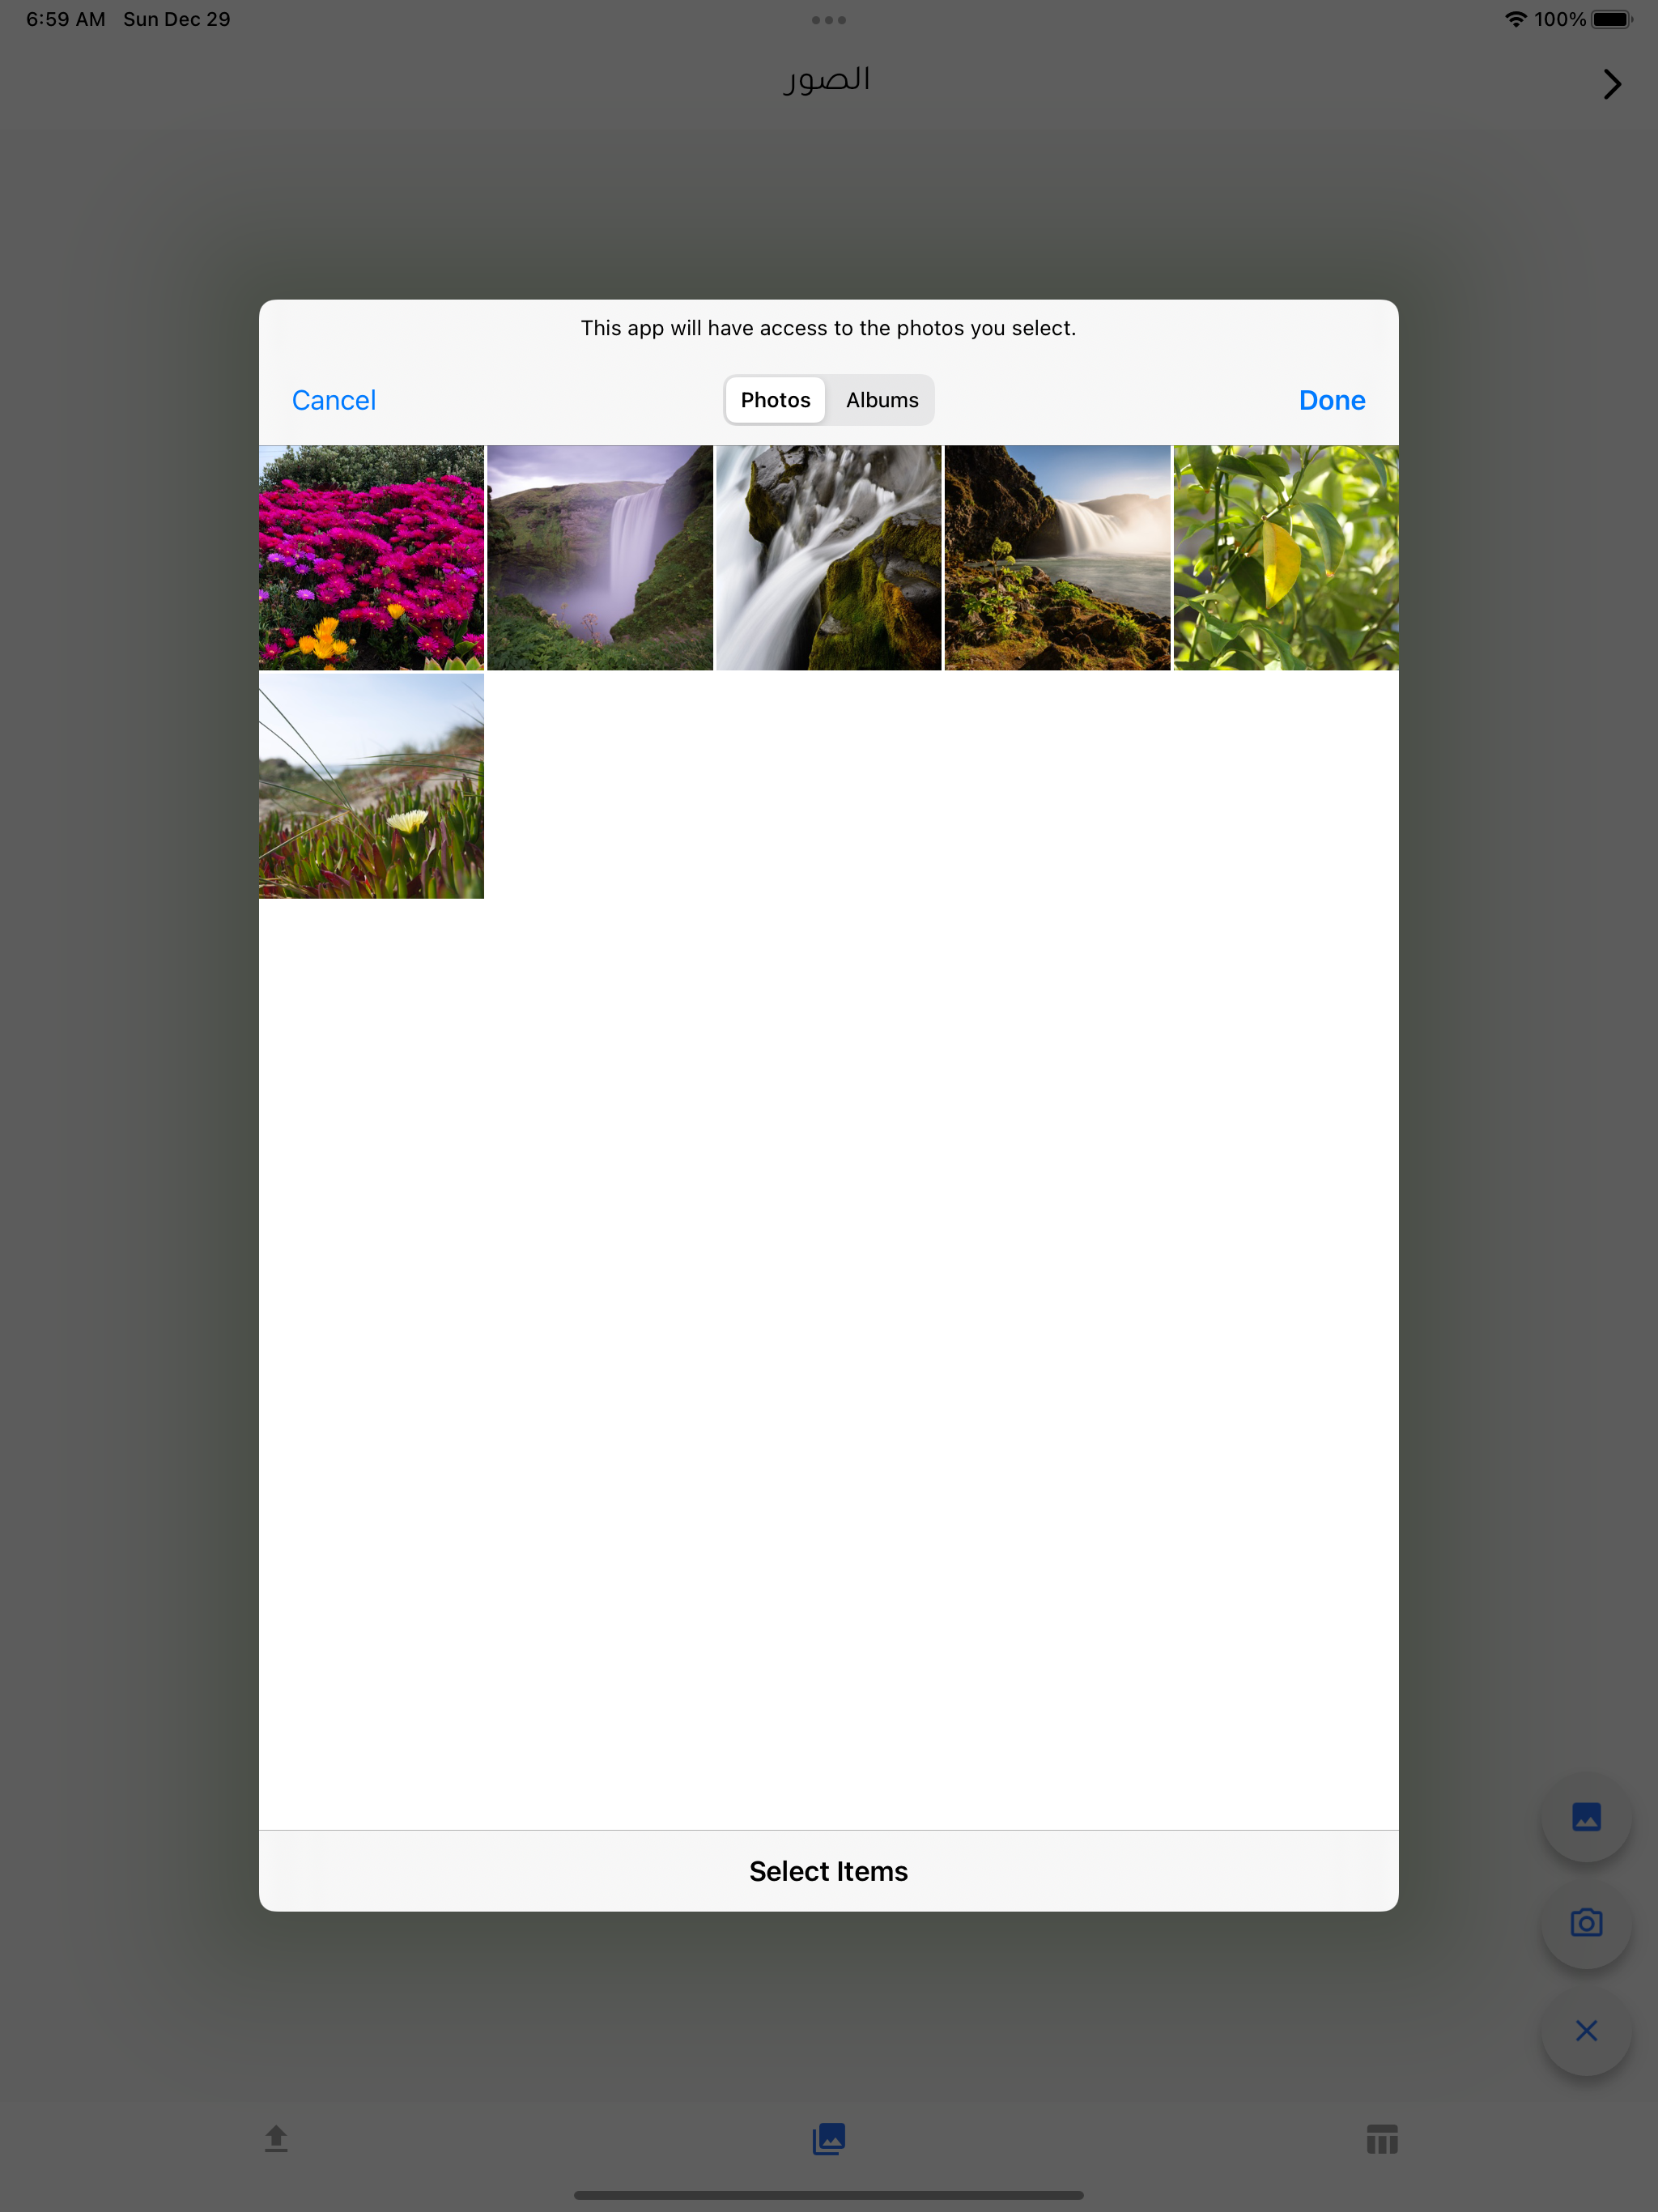 6:59 AM Sun Dec 29
100%
الصور
This app will have access to the photos you select.
Cancel
Photos
Albums
Done
Select Items